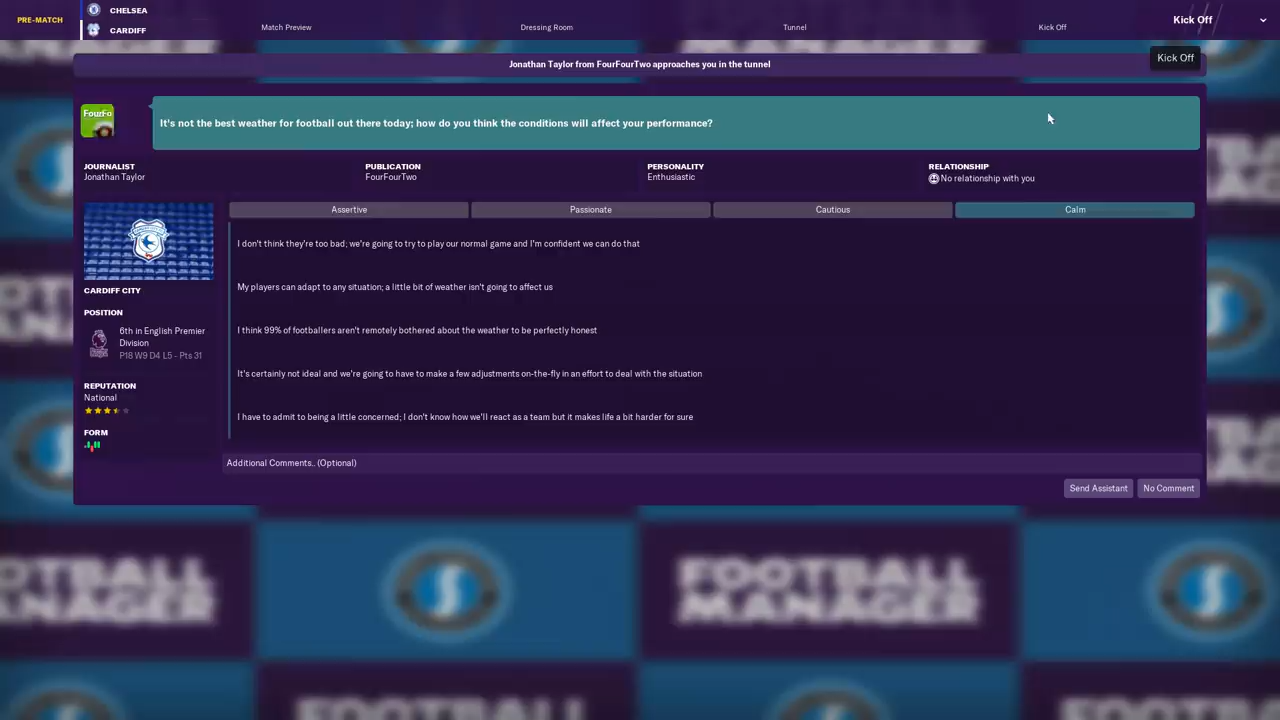 PRE-MATCH
CHELSEA
CARDIFF
Match Preview
Dressing Room
Tunnel
Kick Off
Kick Off
Kick Off
Jonathan Taylor from FourFourTwo approaches you in the tunnel
FourFo
It's not the best weather for football out there today; how do you think the conditions will affect your performance?
JOURNALIST
Jonathan Taylor
PUBLICATION
FourFourTwo
PERSONALITY
Enthusiastic
RELATIONSHIP
No relationship with you
Assertive
Passionate
Cautious
Calm
I don't think they're too bad; we're going to try to play our normal game and I'm confident we can do that
My players can adapt to any situation; a little bit of weather isn't going to affect us
I think 99% of footballers aren't remotely bothered about the weather to be perfectly honest
It's certainly not ideal and we're going to have to make a few adjustments on-the-fly in an effort to deal with the situation
I have to admit to being a little concerned; I don't know how we'll react as a team but it makes life a bit harder for sure
CARDIFF CITY
POSITION
6th in English Premier
Division
P18 W9 D4 L5 - Pts 31
REPUTATION
National
FORM
Additional Comments.. (Optional)
Send Assistant
No Comment
FOOTBALL
MANAGER
FOOTBALL
MANAGER